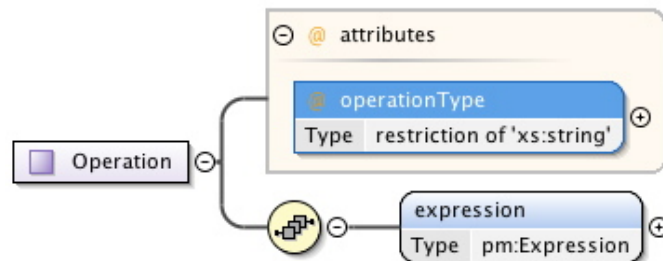 @ attributes
@ operationType
Type restriction of 'xs:string'
Operation
expression
Type pm:Expression